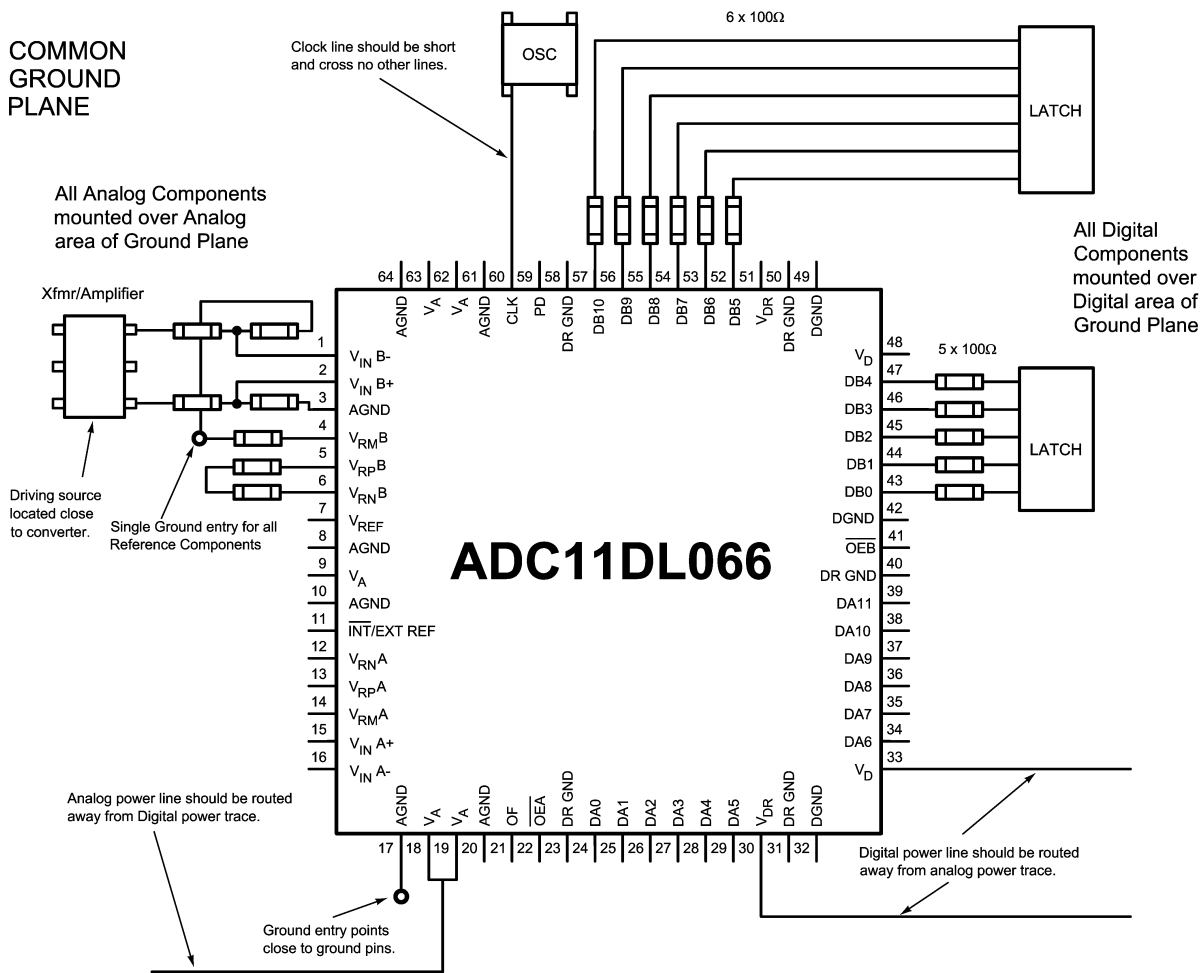 COMMON
GROUND
PLANE
Clock line should be short
and cross no other lines.
OSC
6 x 100Ω
LATCH
All Analog Components
mounted over Analog
area of Ground Plane
All Digital
Components
mounted over
Digital area of
Ground Plane
Xfmr/Amplifier
64 63 62 61 60 59 58 57 56 55 54 53 52 51 50 49
AGND VA VA AGND CLK PD DR GND DB10 DB9 DB8 DB7 DB6 DB5 VDR DR GND DGND
1 VIN B-
2 VIN B+
3 AGND
4 VRMB
5 VRPB
6 VRNB
7 VREF
8 AGND
9 VA
10 AGND
11 INT/EXT REF
12 VRNA
13 VRPA
14 VRMA
15 VIN A+
16 VIN A-
VD 48
DB4 47
DB3 46
DB2 45
DB1 44
DB0 43
DGND 42
OEB 41
DR GND 40
DA11 39
DA10 38
DA9 37
DA8 36
DA7 35
DA6 34
VD 33
5 x 100Ω
LATCH
Driving source
located close
to converter.
Single Ground entry for all
Reference Components
ADC11DL066
AGND VA VA AGND OF OEA DR GND DA0 DA1 DA2 DA3 DA4 DA5 VDR DR GND DGND
17 18 19 20 21 22 23 24 25 26 27 28 29 30 31 32
Analog power line should be routed
away from Digital power trace.
Digital power line should be routed
away from analog power trace.
Ground entry points
close to ground pins.